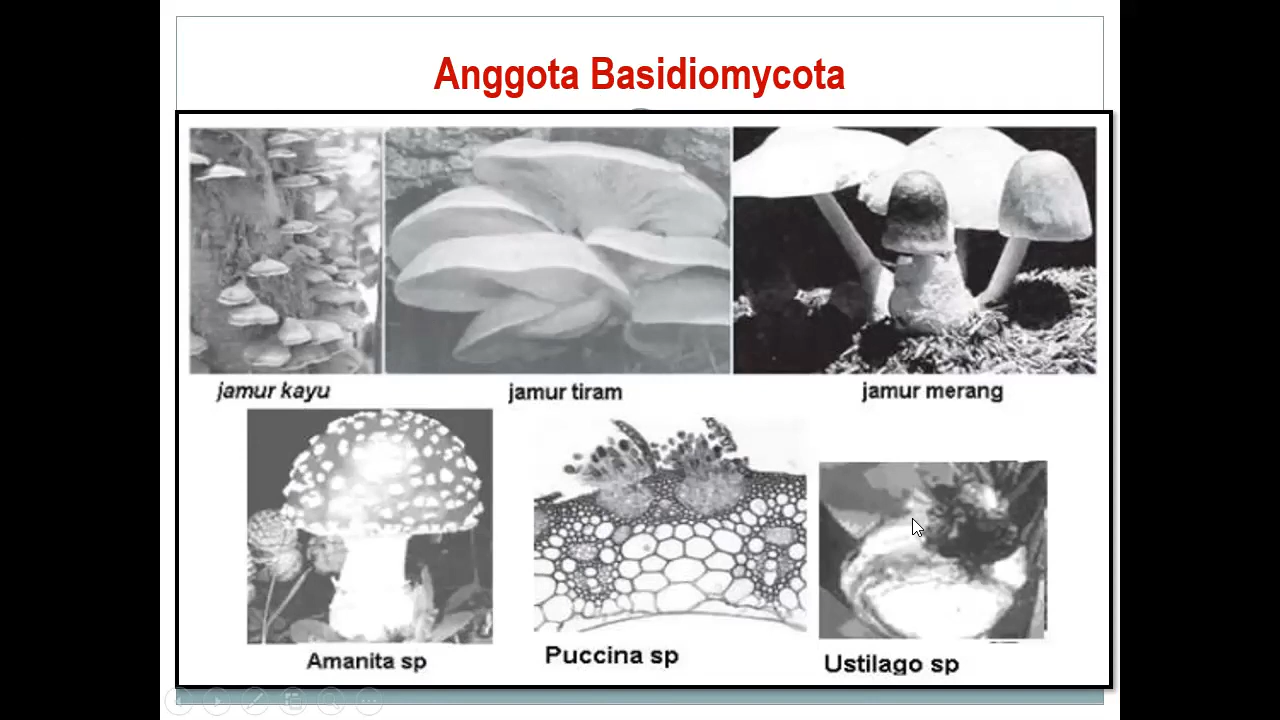 Anggota Basidiomycota
jamur kayu
jamur tiram
jamur merang
Amanita sp
Puccina sp
Ustilago sp